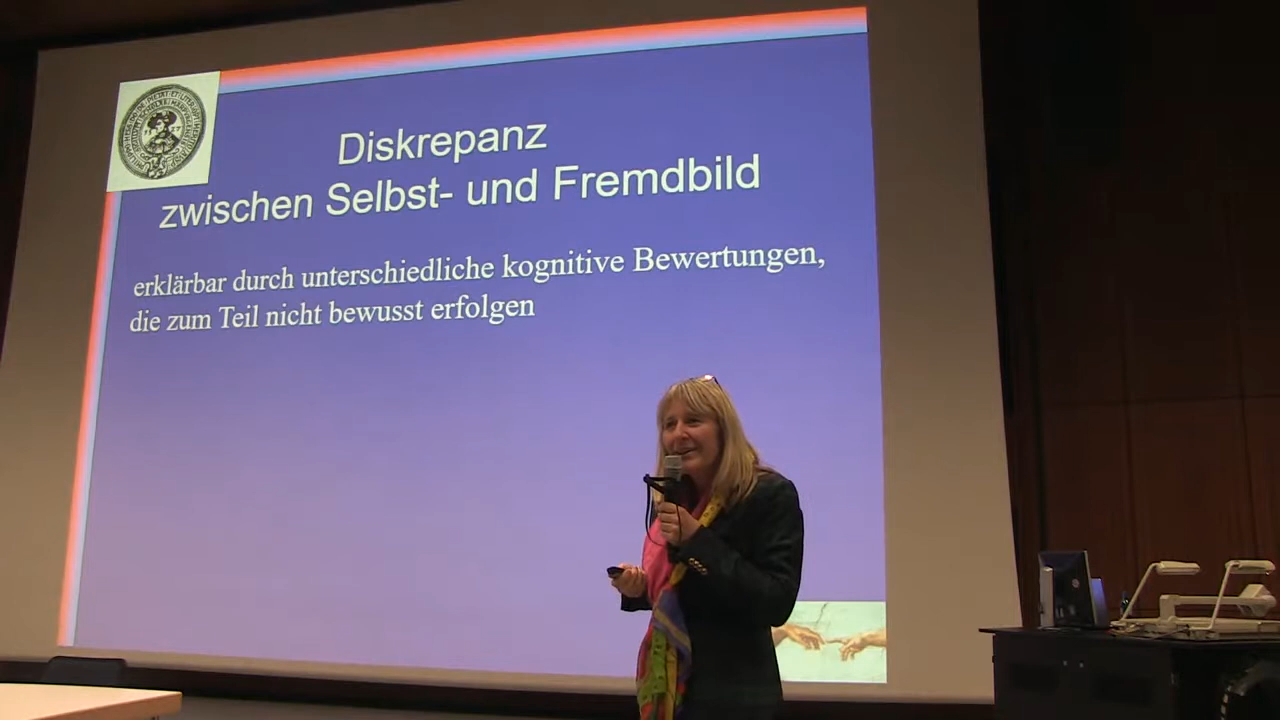 Diskrepanz
zwischen Selbst- und Fremdbild
erklärbar durch unterschiedliche kognitive Bewertungen,
die zum Teil nicht bewusst erfolgen